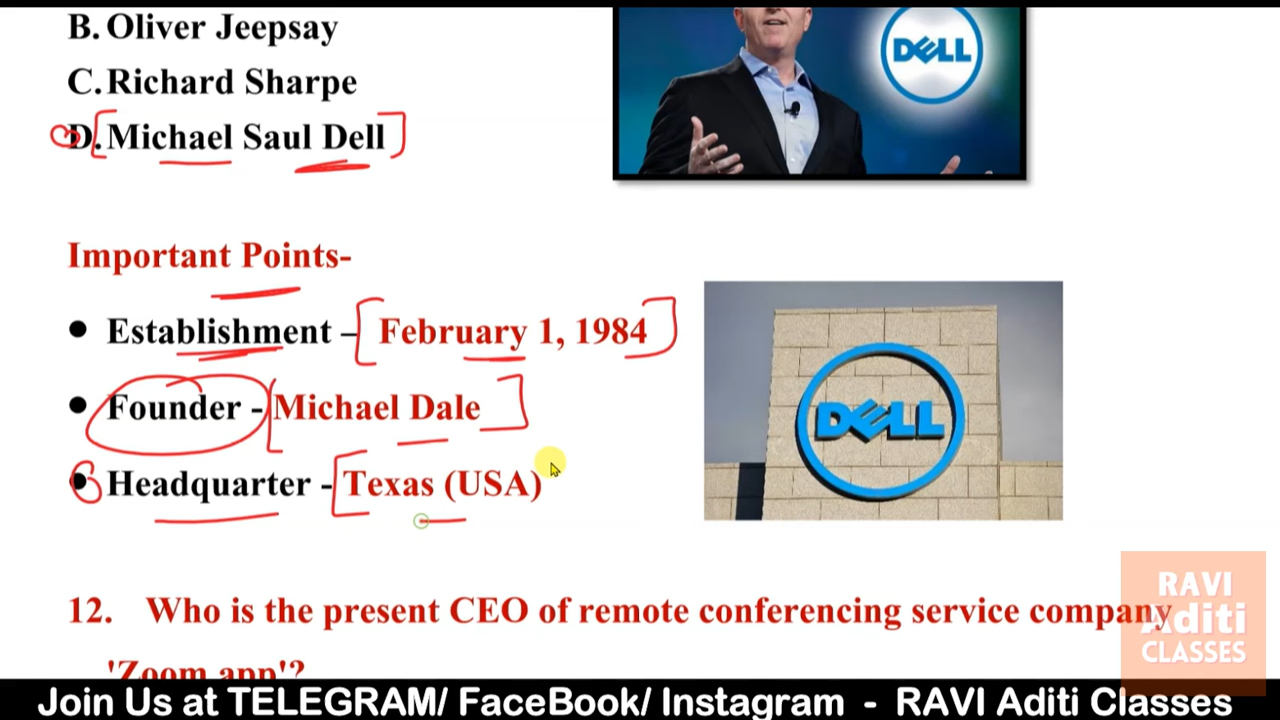 B. Oliver Jeepsay
C. Richard Sharpe
D. Michael Saul Dell
DELL
Important Points-
Establishment – February 1, 1984
Founder - Michael Dale
Headquarter - Texas (USA)
DELL
12. Who is the present CEO of remote conferencing service company
'Zoom app'?
RAVI
Aditi
CLASSES
Join Us at TELEGRAM/ FaceBook/ Instagram - RAVI Aditi Classes